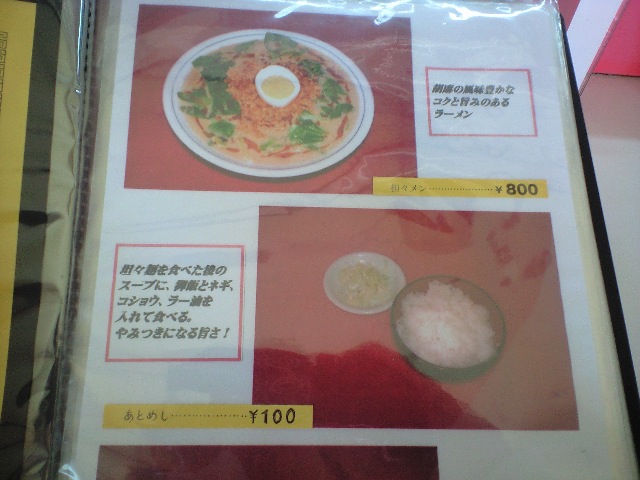 胡麻の風味豊かな
コクと旨みのある
ラーメン
担々メン……………………¥800
担々麺を食べた後の
スープに、御飯とネギ、
コショウ、ラー油を
入れて食べる。
やみつきになる旨さ！
あとめし…………………¥100